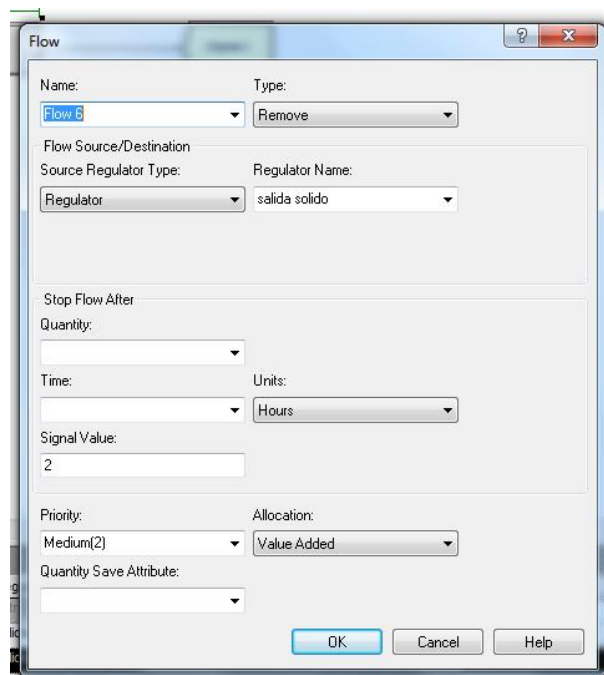 Flow
Name: Type:
Flow 6 Remove
Flow Source/Destination
Source Regulator Type: Regulator Name:
Regulator salida solido
Stop Flow After
Quantity:
Time: Units:
Hours
Signal Value:
2
Priority: Allocation:
Medium(2) Value Added
Quantity Save Attribute:
OK Cancel Help